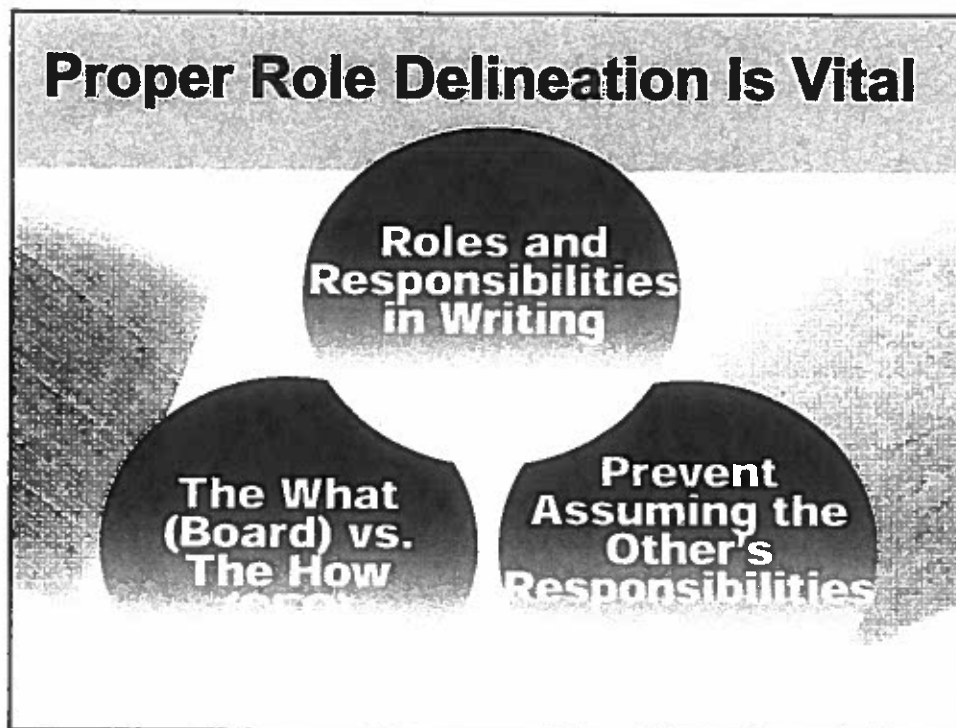 Proper Role Delineation Is Vital
Roles and
Responsibilities
in Writing
The What
(Board) vs.
The How
Prevent
Assuming the
Other's
Responsibilities